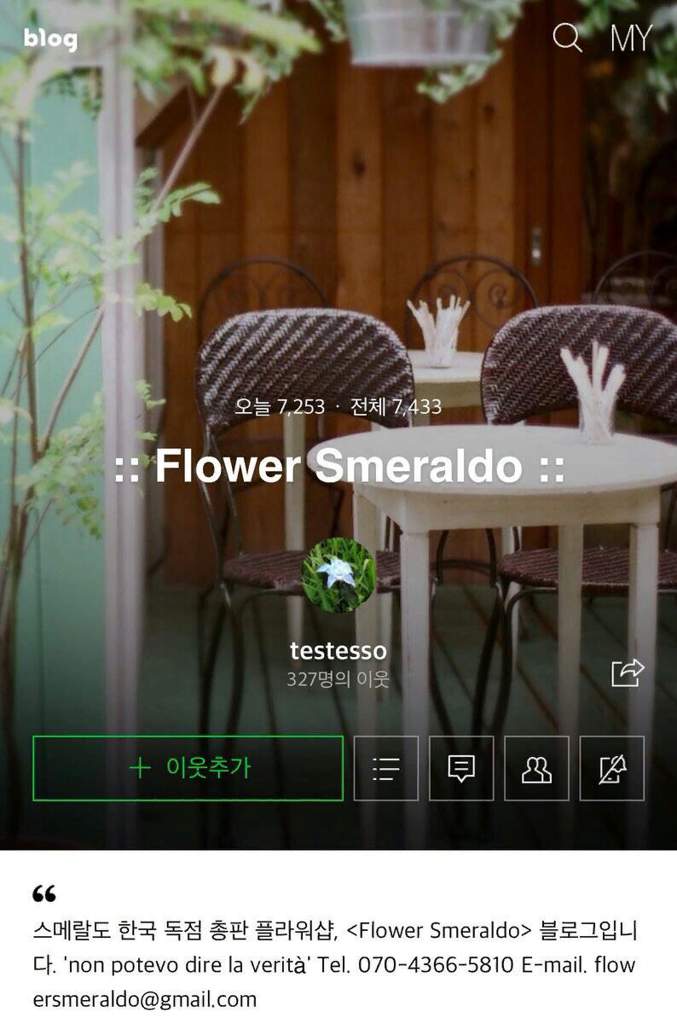 blog
MY
오늘 7,253 · 전체 7,433
:: Flower Smeraldo ::
testesso
327명의 이웃
+ 이웃추가
“
스메랄도 한국 독점 총판 플라워샵, <Flower Smeraldo> 블로그입니
다. 'non potevo dire la verità' Tel. 070-4366-5810 E-mail. flow
ersmeraldo@gmail.com